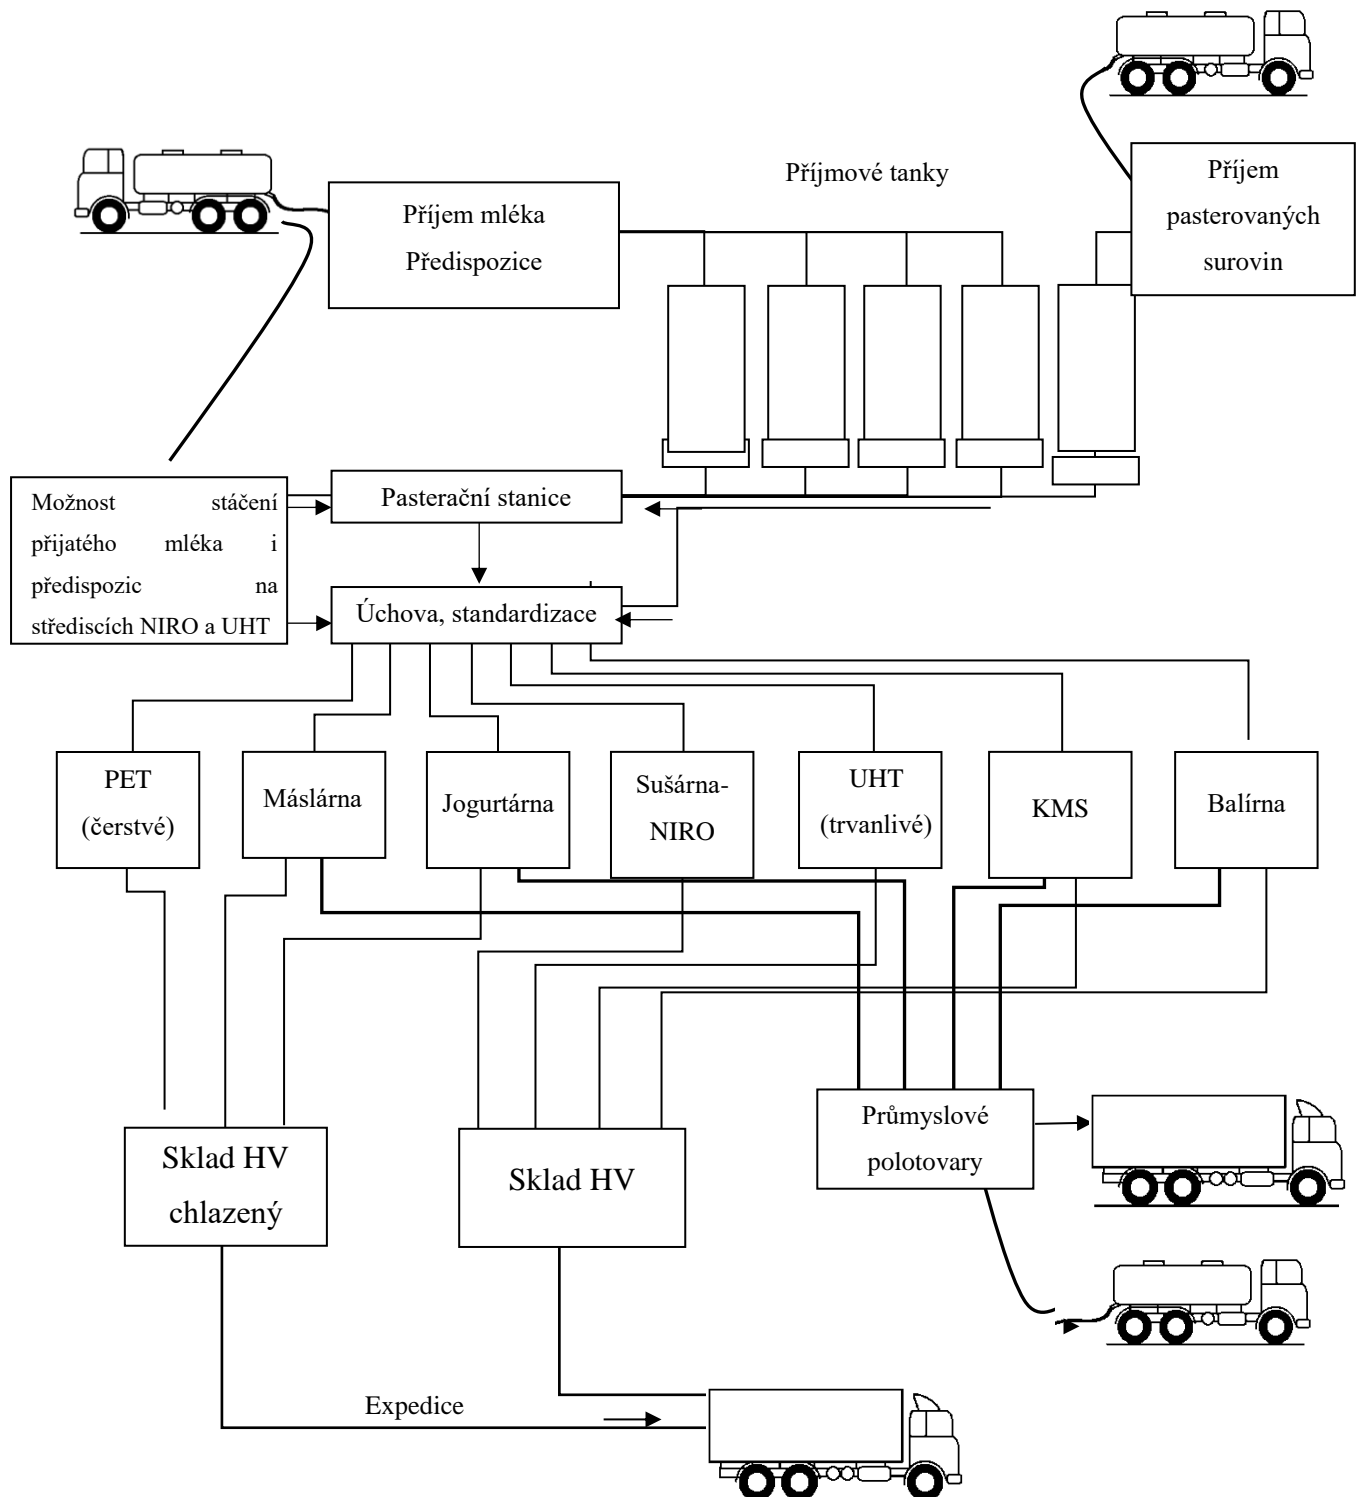 Příjmové tanky
Příjem
pasterovaných
surovin
Příjem mléka
Předispozice
Možnost stáčení
přijatého mléka i
předispozic na
střediscích NIRO a UHT
Pasterační stanice
Úchova, standardizace
PET
(čerstvé)
Máslárna
Jogurtárna
Sušárna-
NIRO
UHT
(trvanlivé)
KMS
Balírna
Sklad HV
chlazený
Sklad HV
Průmyslové
polotovary
Expedice